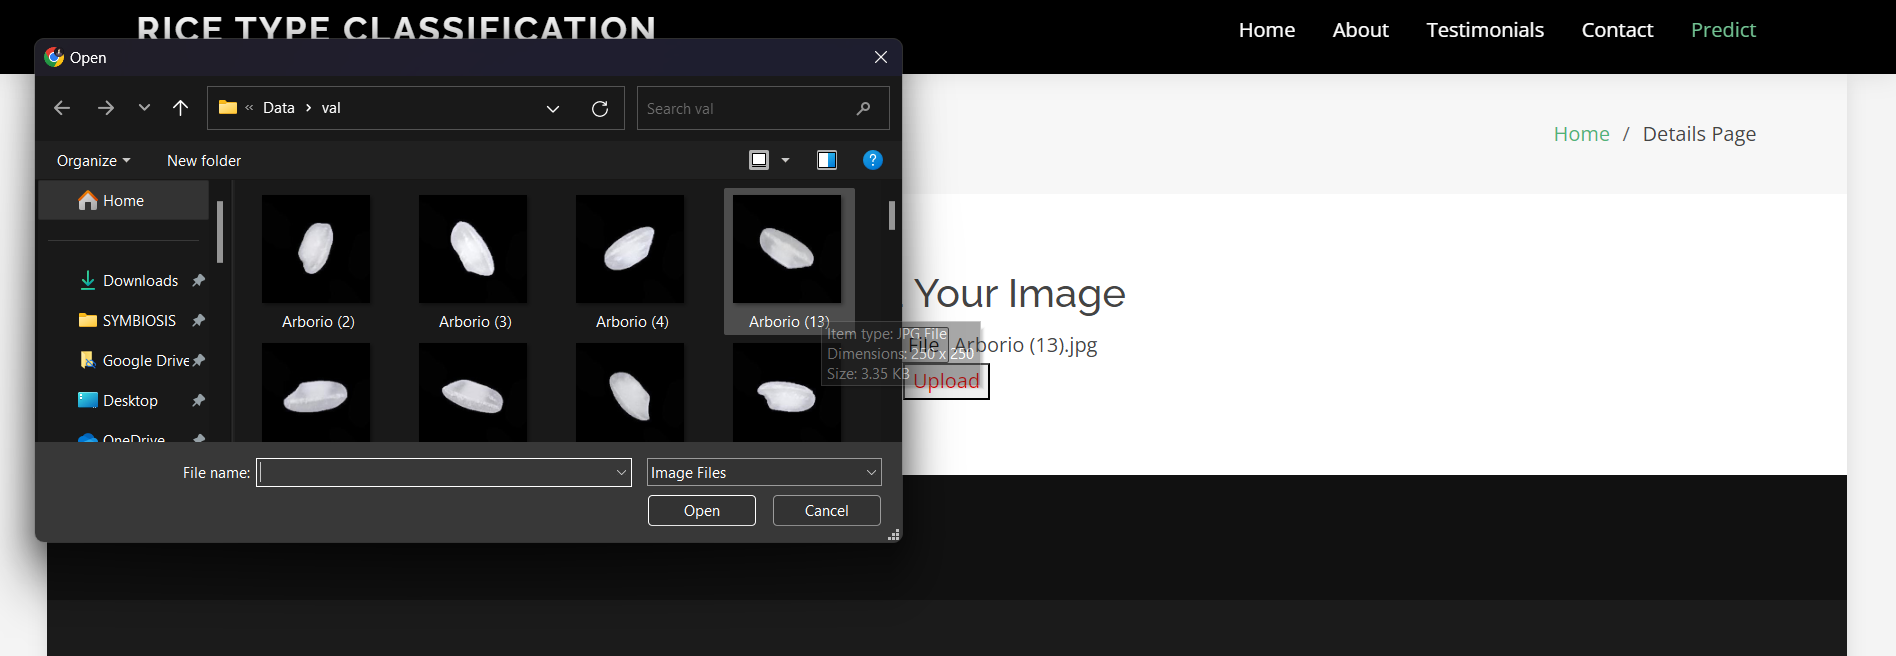 RICE TYPE CLASSIFICATION
Home About Testimonials Contact Predict
Open
« Data › val
Search val
Home / Details Page
Organize New folder
?
Home
Downloads
SYMBIOSIS
Google Drive
Desktop
OneDrive
Arborio (2) Arborio (3) Arborio (4) Arborio (13)
Item type: JPG File
Dimensions: 250 x 250
Size: 3.35 KB
Your Image
File Arborio (13).jpg
Upload
File name: Image Files
Open Cancel